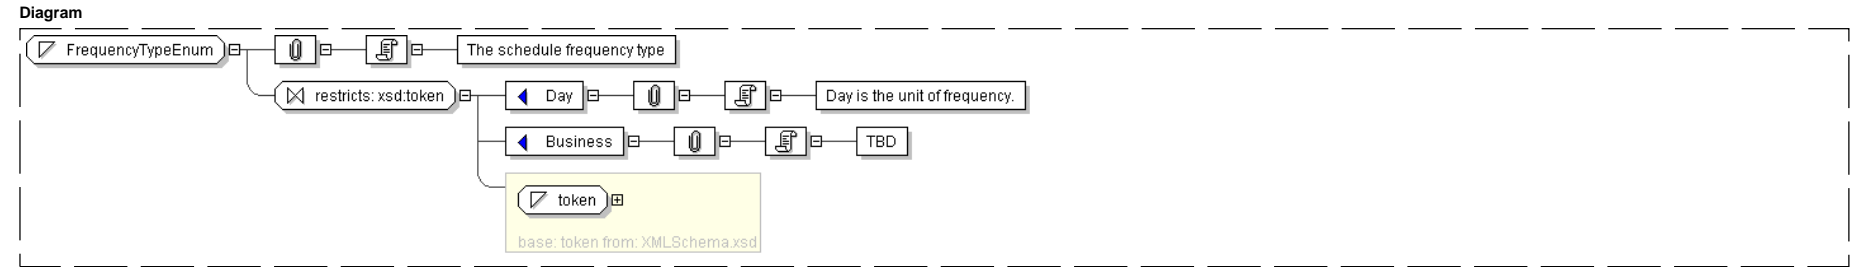 Diagram
FrequencyTypeEnum
The schedule frequency type
restricts: xsd:token
Day
Day is the unit of frequency.
Business
TBD
token
base: token from: XMLSchema.xsd